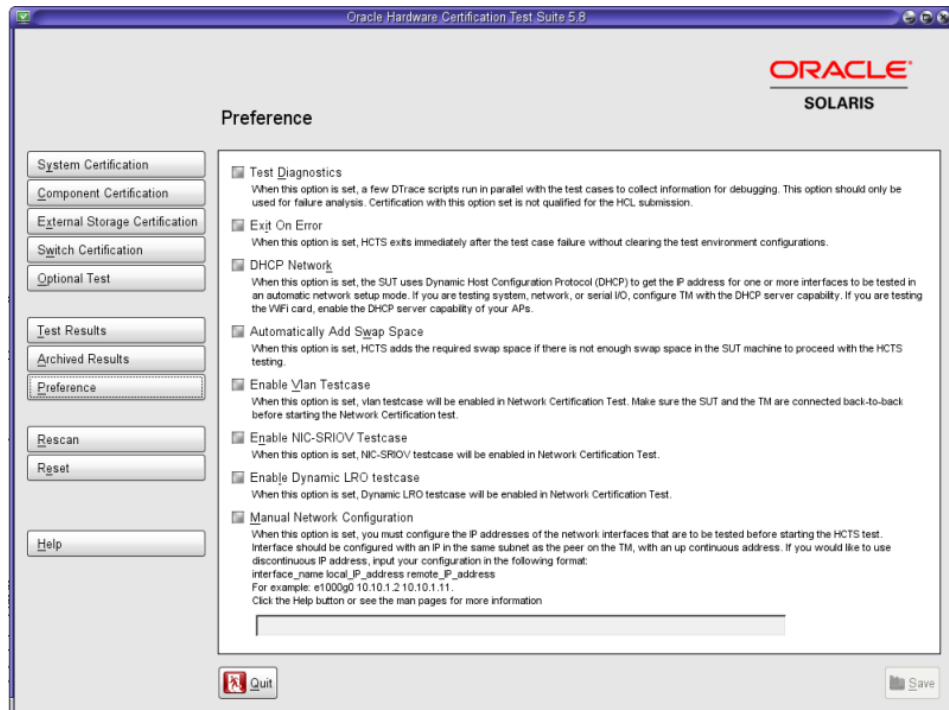 Oracle Hardware Certification Test Suite 5.8
ORACLE
SOLARIS
Preference
System Certification
Component Certification
External Storage Certification
Switch Certification
Optional Test
Test Results
Archived Results
Preference
Rescan
Reset
Help
Test Diagnostics
When this option is set, a few DTrace scripts run in parallel with the test cases to collect information for debugging. This option should only be
used for failure analysis. Certification with this option set is not qualified for the HCL submission.
Exit On Error
When this option is set, HCTS exits immediately after the test case failure without clearing the test environment configurations.
DHCP Network
When this option is set, the SUT uses Dynamic Host Configuration Protocol (DHCP) to get the IP address for one or more interfaces to be tested in
an automatic network setup mode. If you are testing system, network, or serial I/O, configure TM with the DHCP server capability. If you are testing
the WiFi card, enable the DHCP server capability of your APs.
Automatically Add Swap Space
When this option is set, HCTS adds the required swap space if there is not enough swap space in the SUT machine to proceed with the HCTS
testing.
Enable Vlan Testcase
When this option is set, vlan testcase will be enabled in Network Certification Test. Make sure the SUT and the TM are connected back-to-back
before starting the Network Certification test.
Enable NIC-SRIOV Testcase
When this option is set, NIC-SRIOV testcase will be enabled in Network Certification Test.
Enable Dynamic LRO testcase
When this option is set, Dynamic LRO testcase will be enabled in Network Certification Test.
Manual Network Configuration
When this option is set, you must configure the IP addresses of the network interfaces that are to be tested before starting the HCTS test.
Interface should be configured with an IP in the same subnet as the peer on the TM, with an up continuous address. If you would like to use
discontinuous IP address, input your configuration in the following format:
interface_name local_IP_address remote_IP_address
For example: e1000g0 10.10.1.2 10.10.1.11.
Click the Help button or see the man pages for more information
Quit
Save